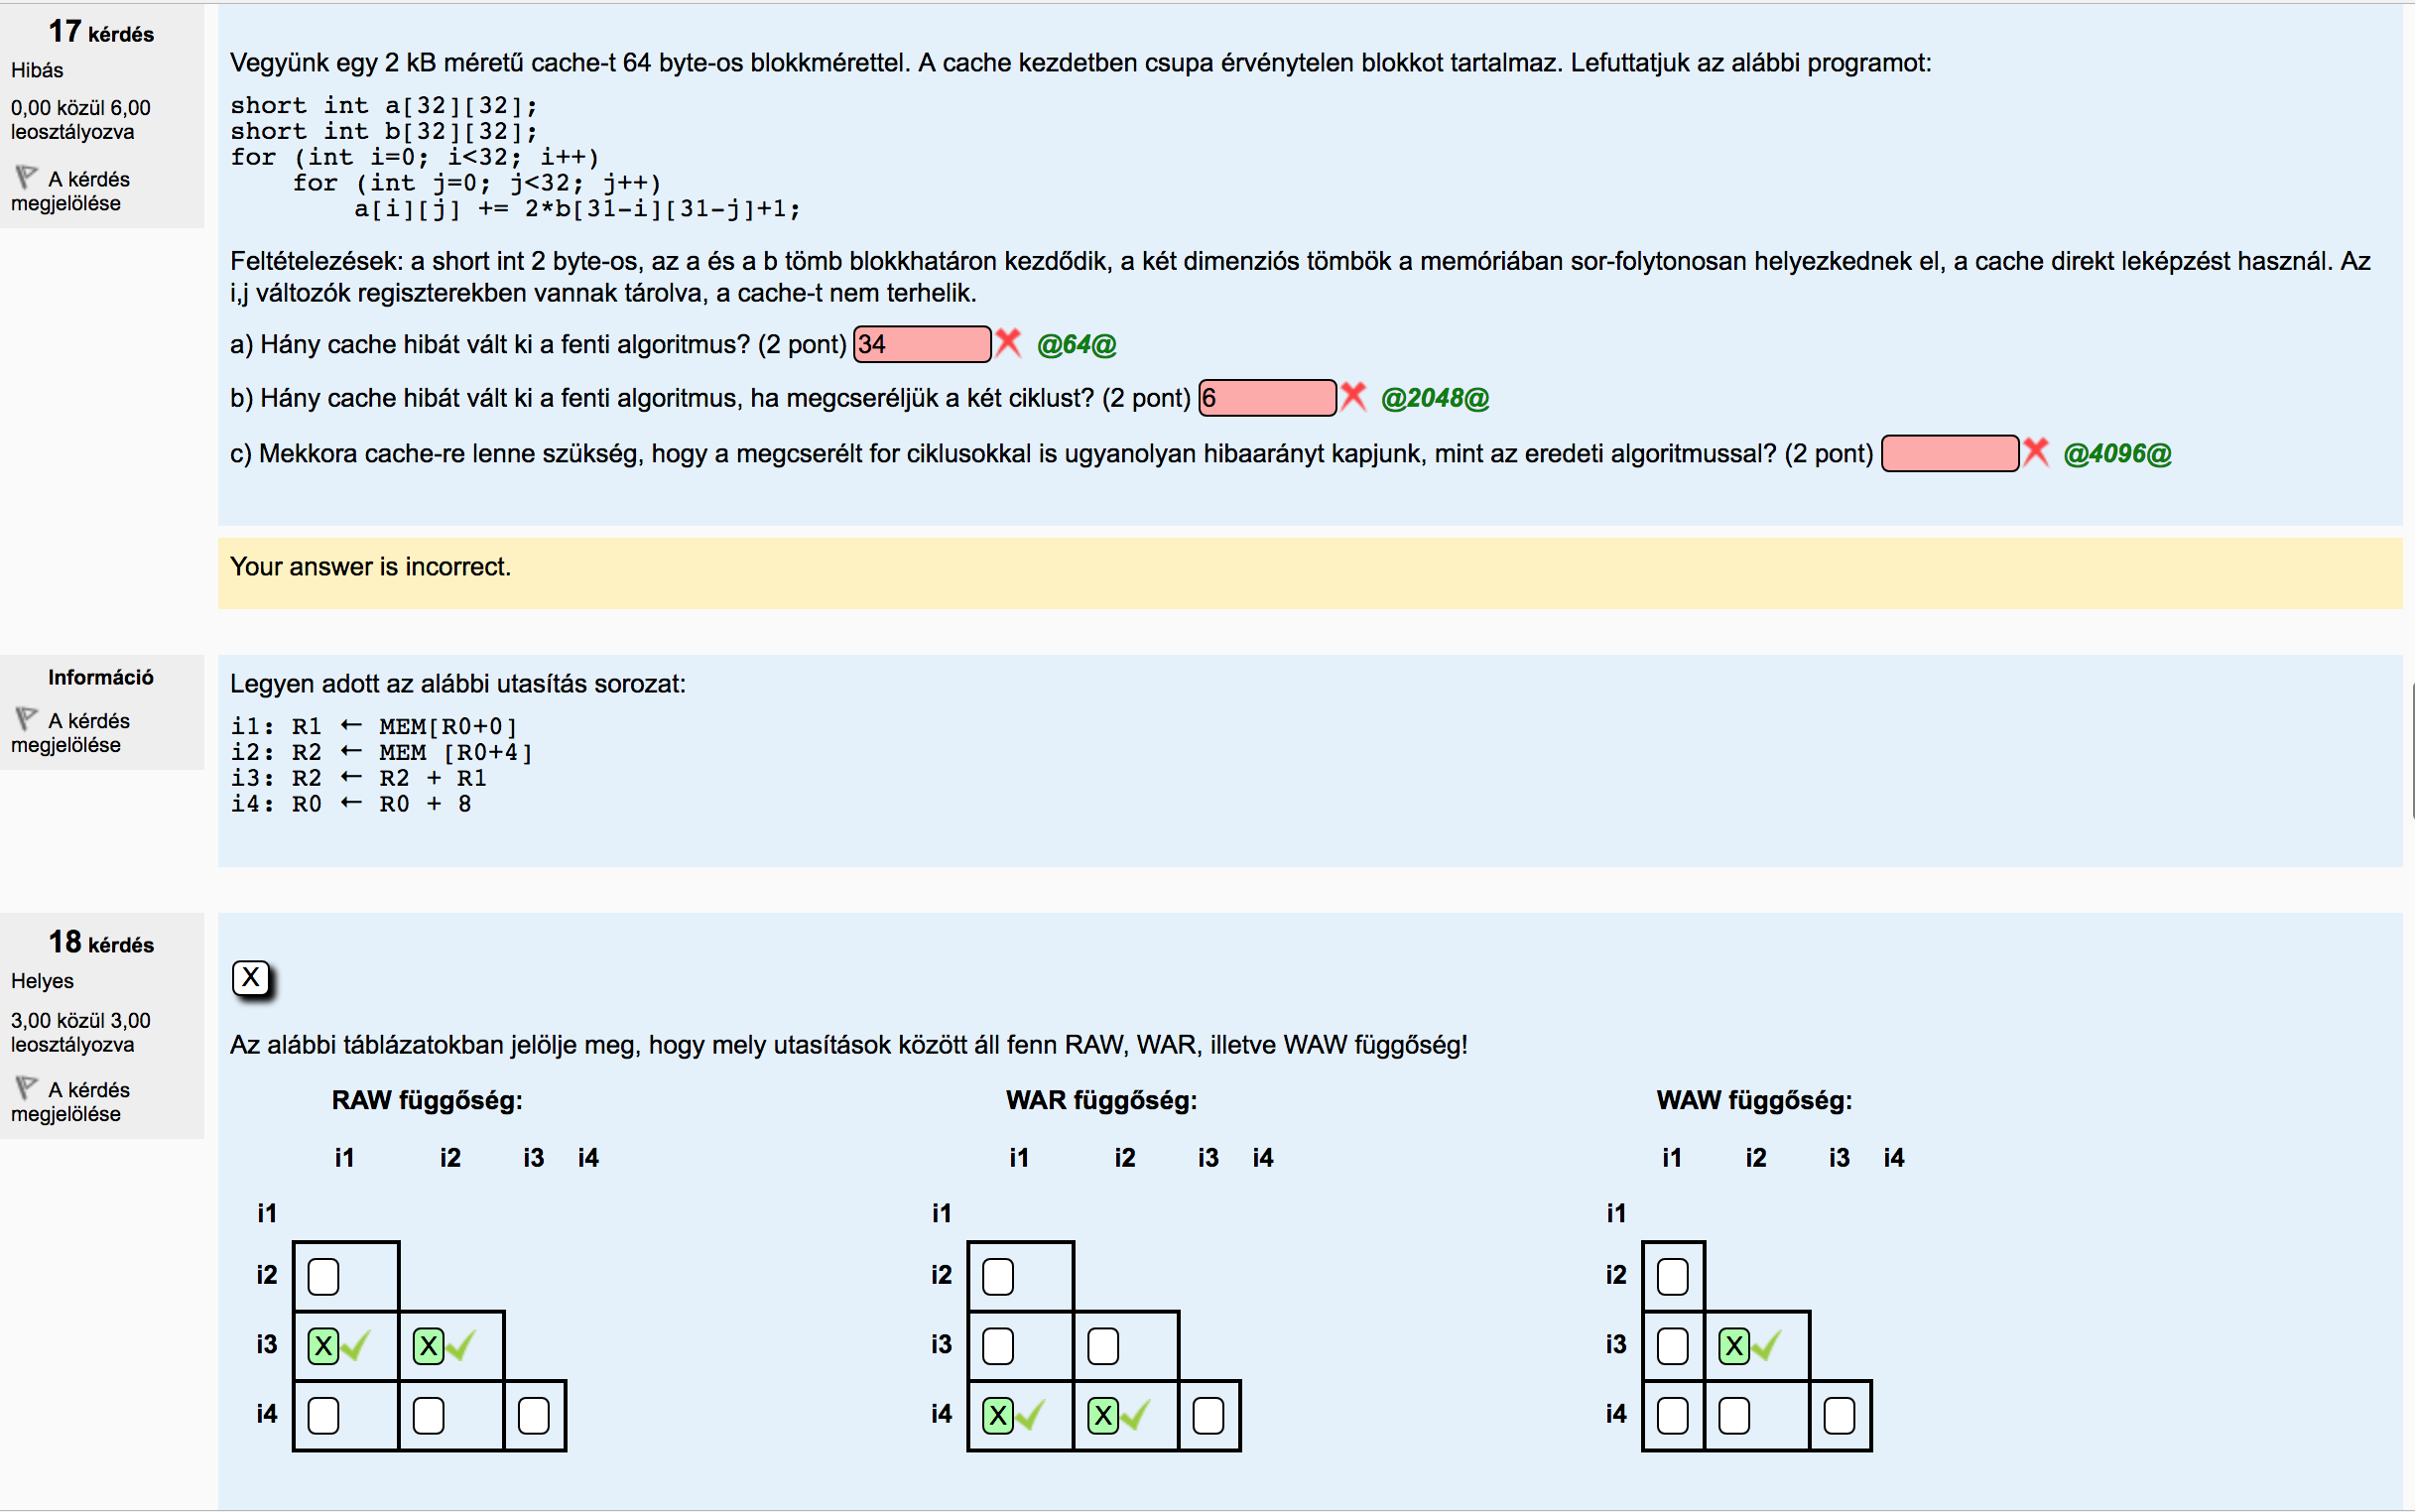 17 kérdés
Hibás
0,00 közül 6,00
leosztályozva
A kérdés
megjelölése
Vegyünk egy 2 kB méretű cache-t 64 byte-os blokkmérettel. A cache kezdetben csupa érvénytelen blokkot tartalmaz. Lefuttatjuk az alábbi programot:
short int a[32][32];
short int b[32][32];
for (int i=0; i<32; i++)
    for (int j=0; j<32; j++)
        a[i][j] += 2*b[31-i][31-j]+1;
Feltételezések: a short int 2 byte-os, az a és a b tömb blokkhatáron kezdődik, a két dimenziós tömbök a memóriában sor-folytonosan helyezkednek el, a cache direkt leképzést használ. Az
i,j változók regiszterekben vannak tárolva, a cache-t nem terhelik.
a) Hány cache hibát vált ki a fenti algoritmus? (2 pont) 34 @64@
b) Hány cache hibát vált ki a fenti algoritmus, ha megcseréljük a két ciklust? (2 pont) 6 @2048@
c) Mekkora cache-re lenne szükség, hogy a megcserélt for ciklusokkal is ugyanolyan hibaarányt kapjunk, mint az eredeti algoritmussal? (2 pont) @4096@
Your answer is incorrect.
Információ
A kérdés
megjelölése
Legyen adott az alábbi utasítás sorozat:
i1: R1 ← MEM[R0+0]
i2: R2 ← MEM [R0+4]
i3: R2 ← R2 + R1
i4: R0 ← R0 + 8
18 kérdés
Helyes
3,00 közül 3,00
leosztályozva
A kérdés
megjelölése
X
Az alábbi táblázatokban jelölje meg, hogy mely utasítások között áll fenn RAW, WAR, illetve WAW függőség!
RAW függőség:
i1 i2 i3 i4
i1
i2
i3 X X
i4
WAR függőség:
i1 i2 i3 i4
i1
i2
i3
i4 X X
WAW függőség:
i1 i2 i3 i4
i1
i2
i3 X
i4